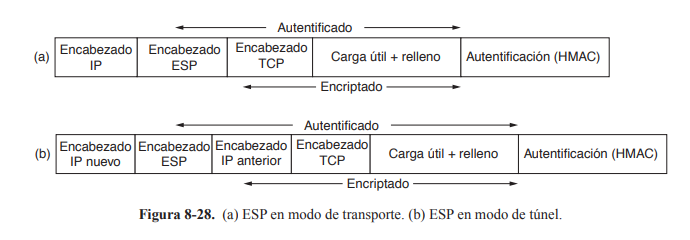 Autentificado
(a) Encabezado IP Encabezado ESP Encabezado TCP Carga útil + relleno Autentificación (HMAC)
Encriptado
Autentificado
(b) Encabezado IP nuevo Encabezado ESP Encabezado IP anterior Encabezado TCP Carga útil + relleno Autentificación (HMAC)
Encriptado
Figura 8-28. (a) ESP en modo de transporte. (b) ESP en modo de túnel.